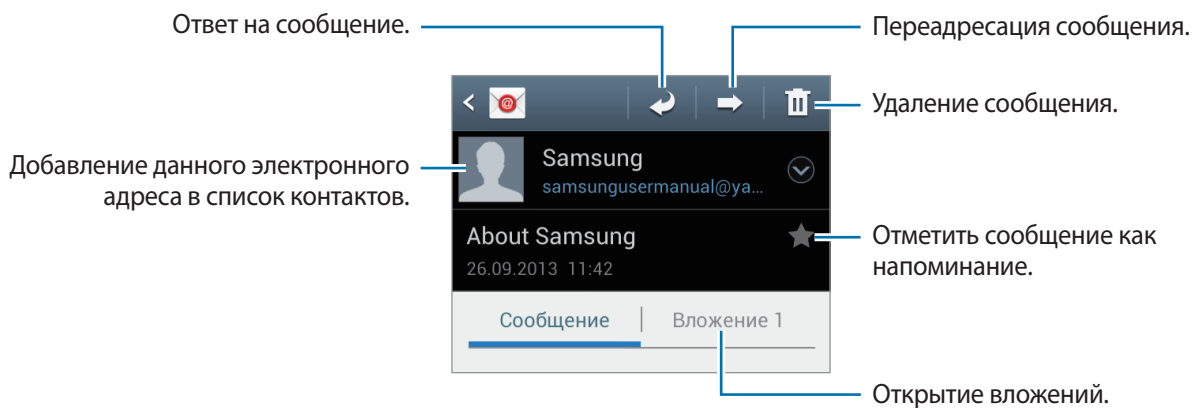 Ответ на сообщение.
Переадресация сообщения.
Удаление сообщения.
Добавление данного электронного
адреса в список контактов.
Samsung
samsungusermanual@ya...
About Samsung
26.09.2013 11:42
Отметить сообщение как
напоминание.
Сообщение
Вложение 1
Открытие вложений.